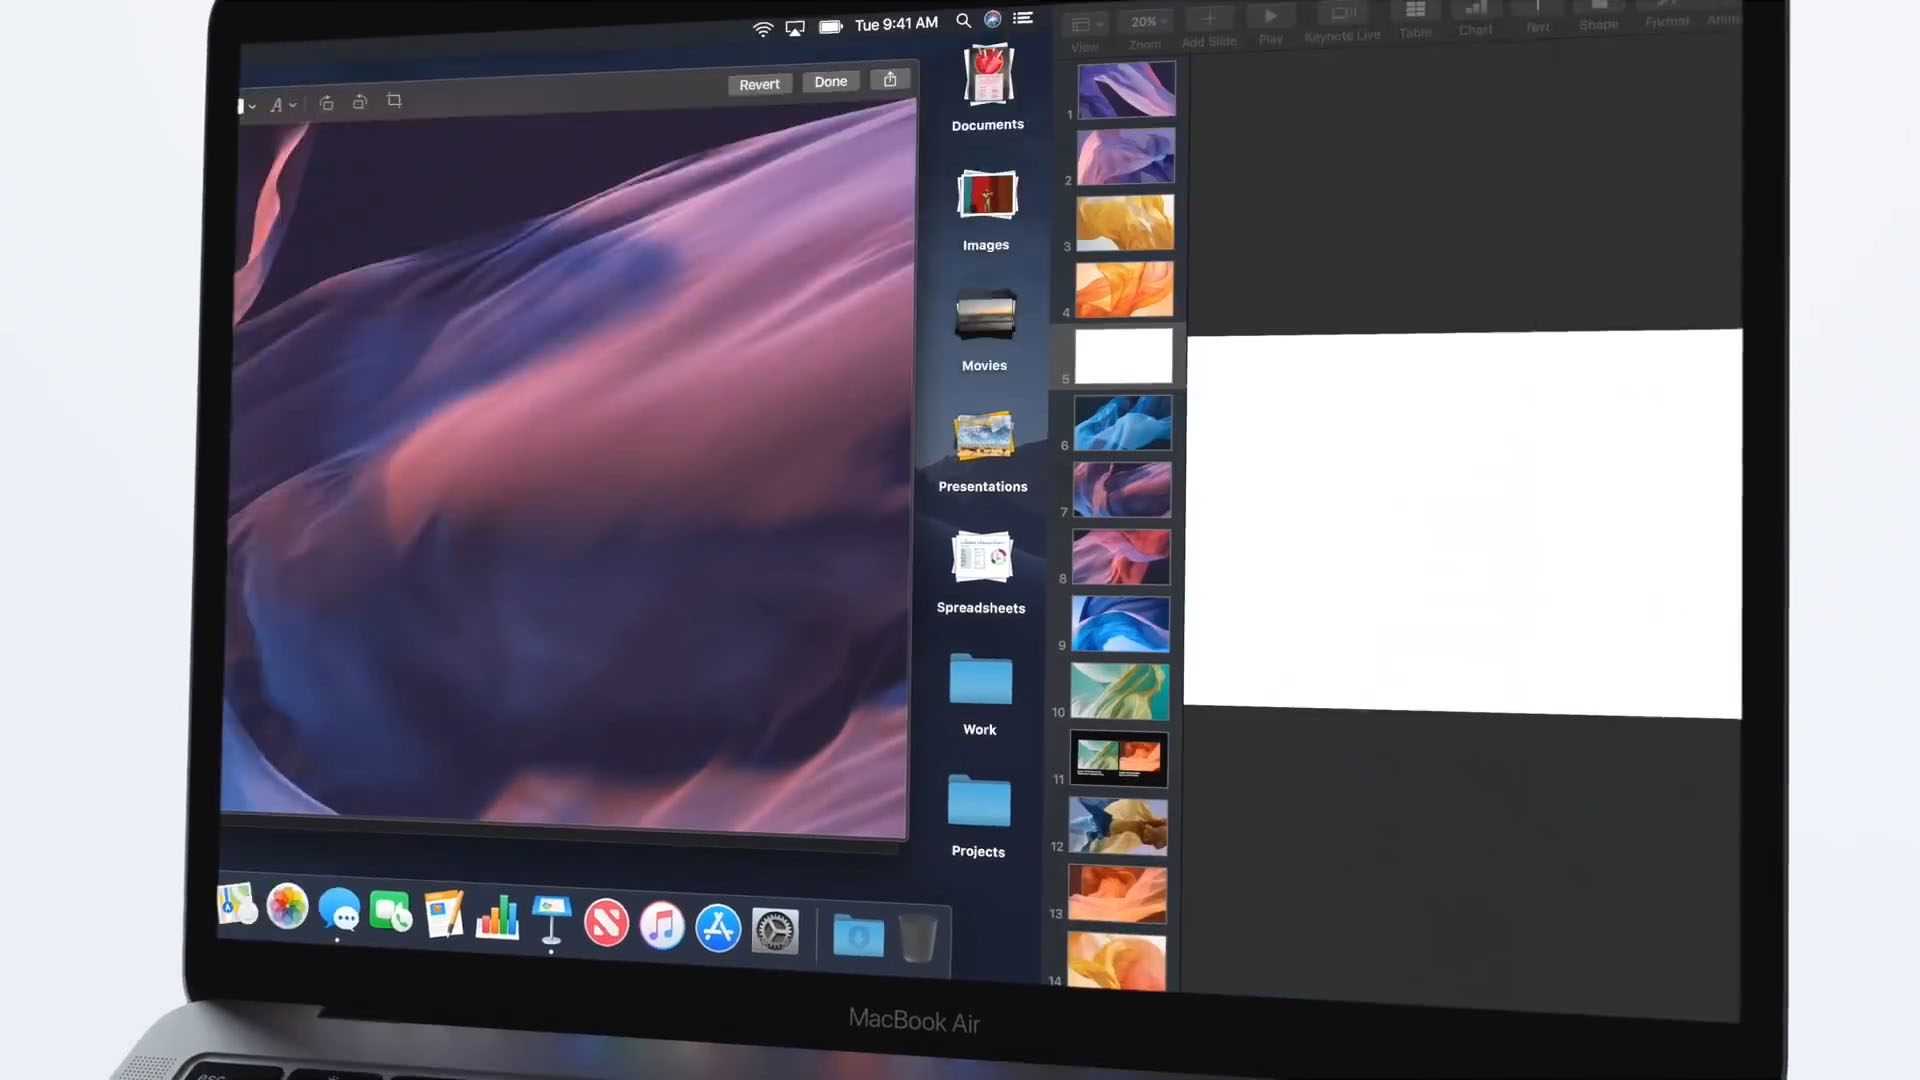 Tue 9:41 AM
20%
View
Zoom
Add Slide
Play
Keynote Live
Table
Chart
Text
Shape
A
Revert
Done
Documents
Images
Movies
Presentations
Spreadsheets
Work
Projects
1
2
3
4
5
6
7
8
9
10
11
12
13
14
MacBook Air
esc